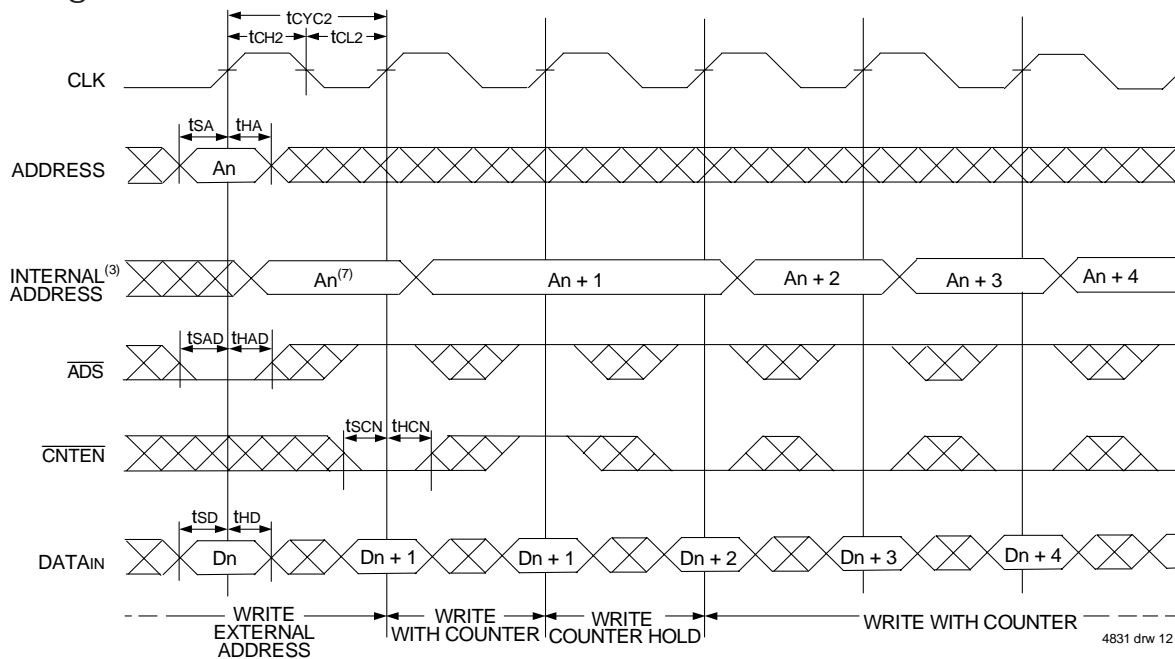 tCYC2
tCH2 tCL2
CLK
tSA tHA
ADDRESS An
INTERNAL(3) ADDRESS An(7) An + 1 An + 2 An + 3 An + 4
tSAD tHAD
ADS
tSCN tHCN
CNTEN
tSD tHD
DATAIN Dn Dn + 1 Dn + 1 Dn + 2 Dn + 3 Dn + 4
WRITE EXTERNAL ADDRESS
WRITE WITH COUNTER
WRITE COUNTER HOLD
WRITE WITH COUNTER
4831 drw 12